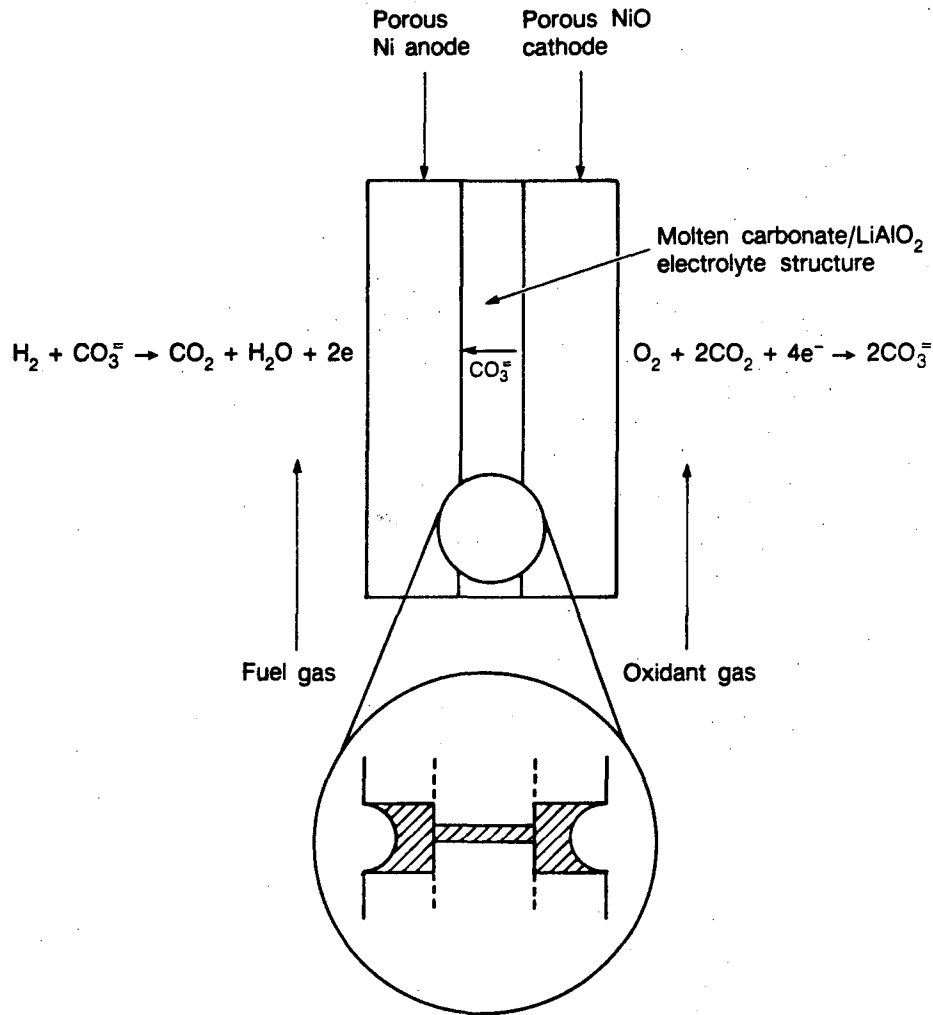 Porous
Ni anode
Porous NiO
cathode
Molten carbonate/LiAlO₂
electrolyte structure
H₂ + CO₃⁼ → CO₂ + H₂O + 2e
CO₃⁼
O₂ + 2CO₂ + 4e⁻ → 2CO₃⁼
Fuel gas
Oxidant gas